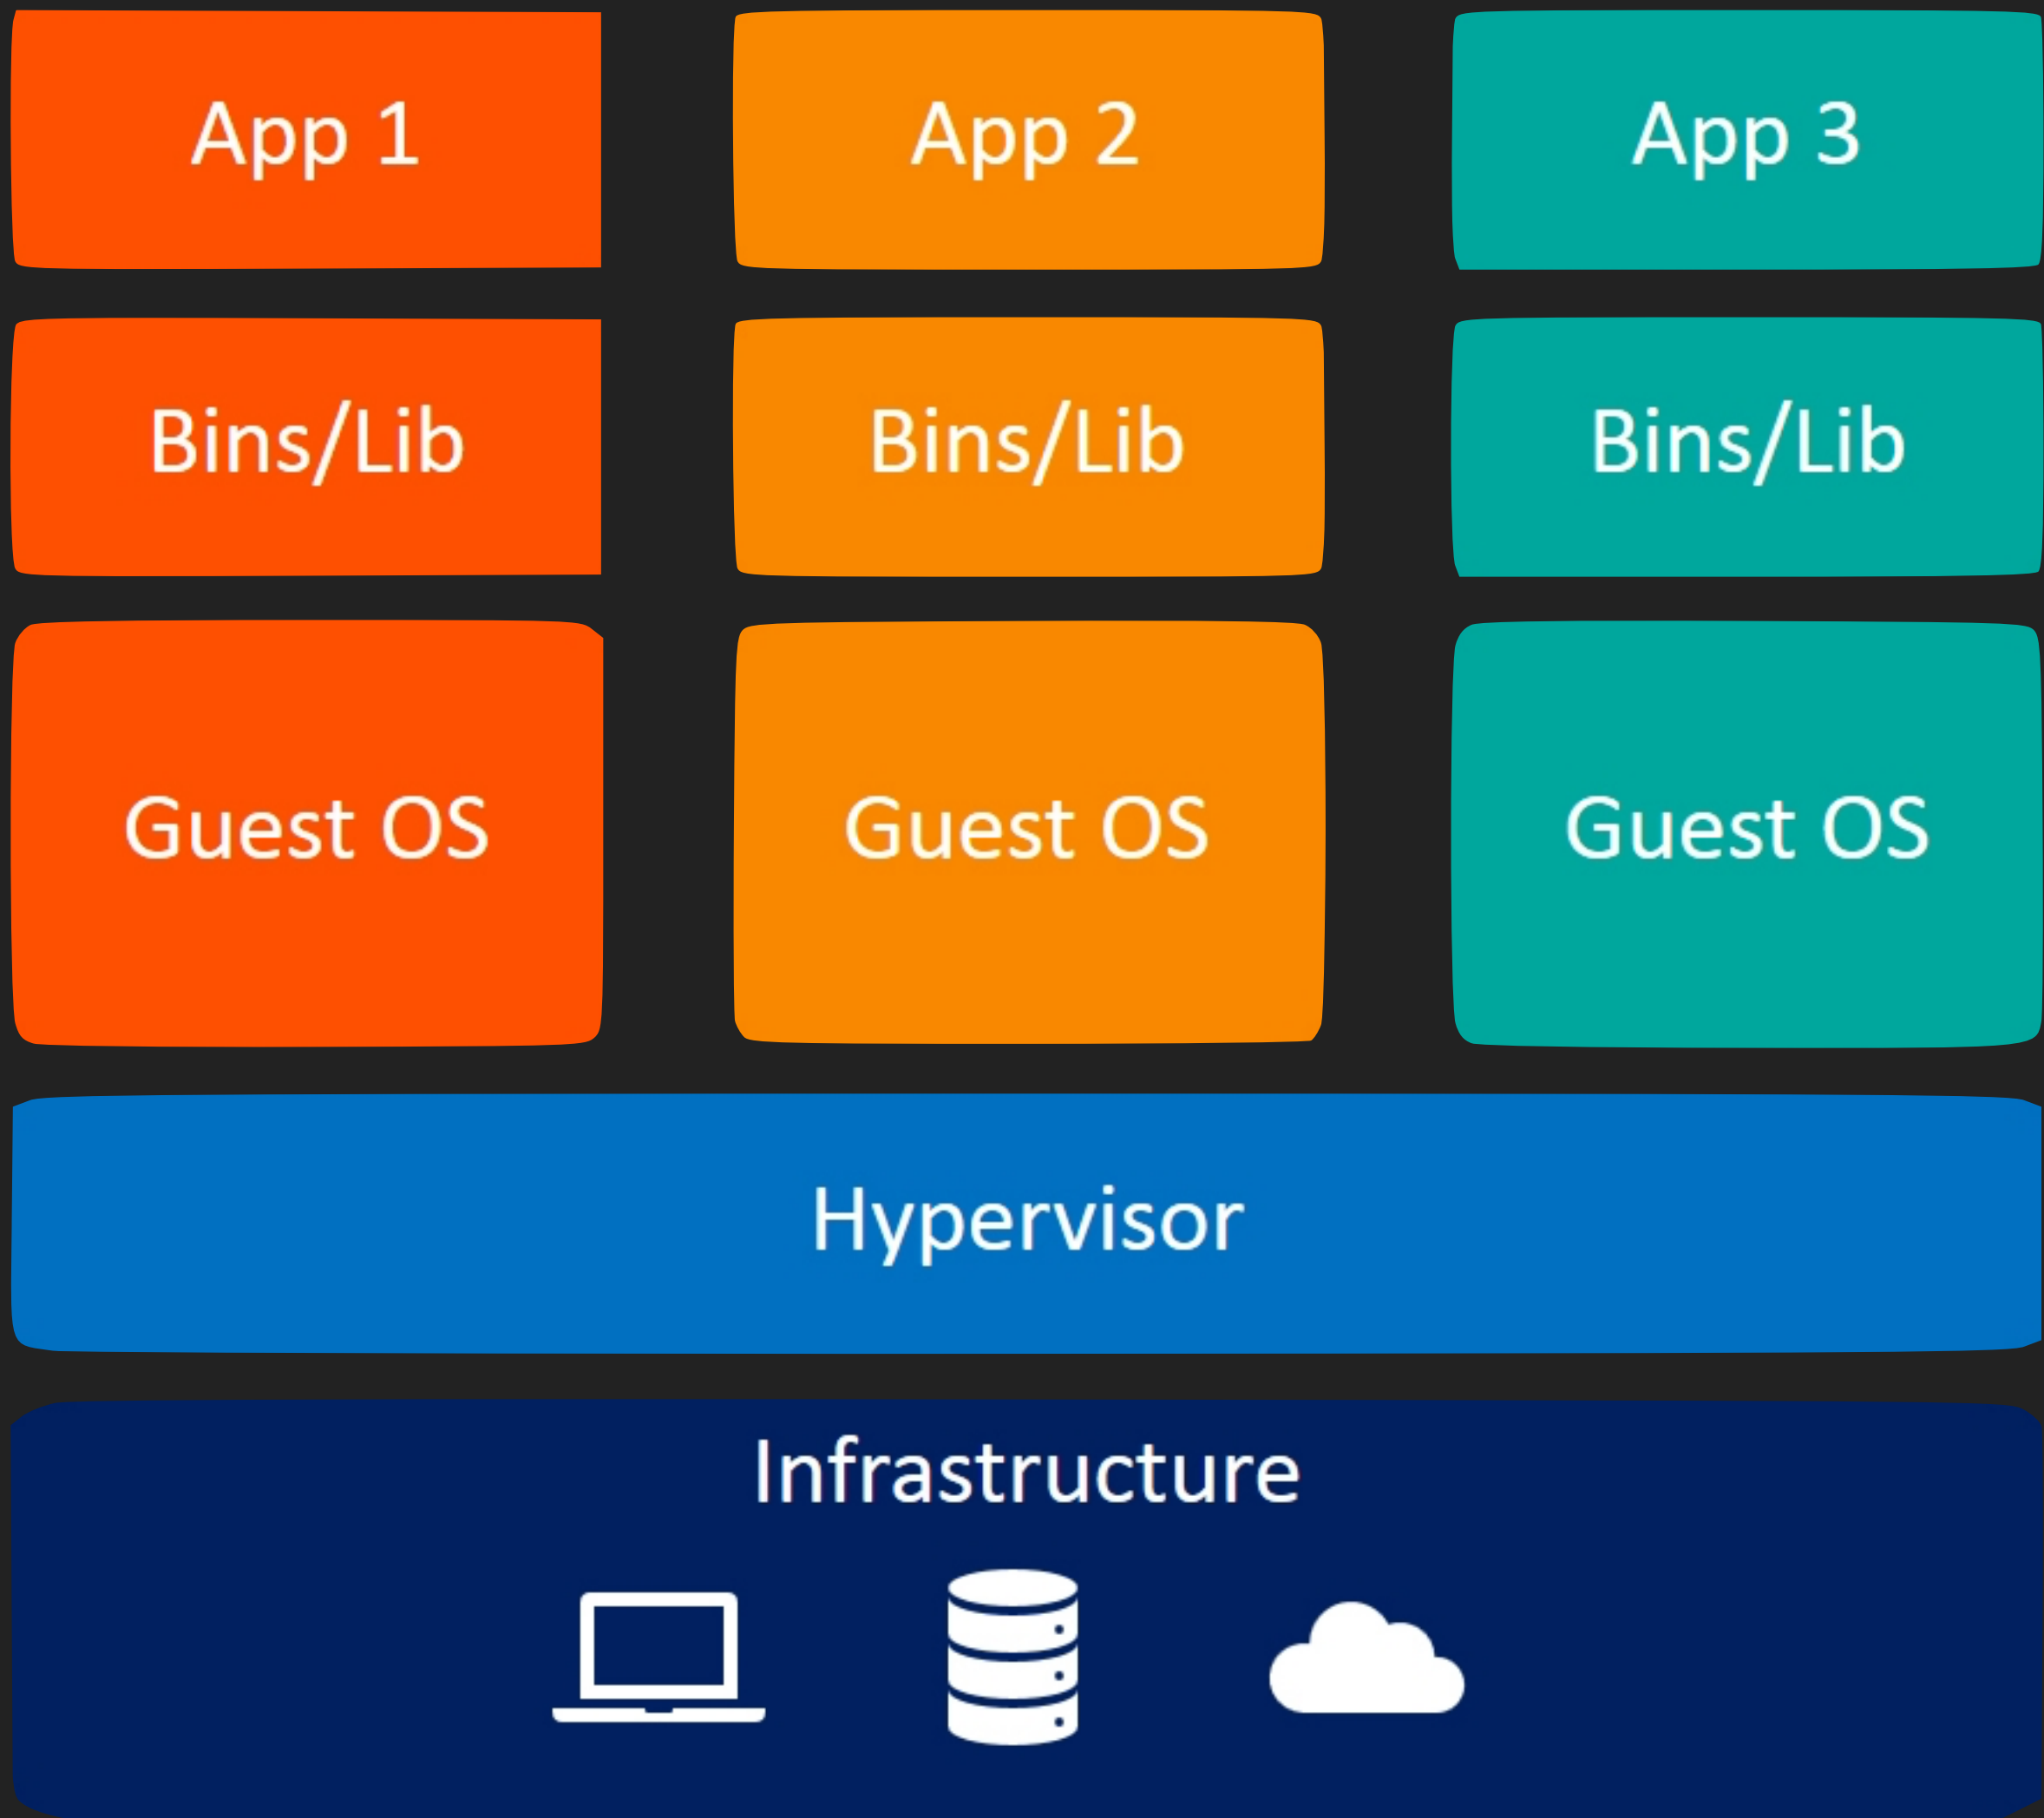 App 1
App 2
App 3
Bins/Lib
Bins/Lib
Bins/Lib
Guest OS
Guest OS
Guest OS
Hypervisor
Infrastructure